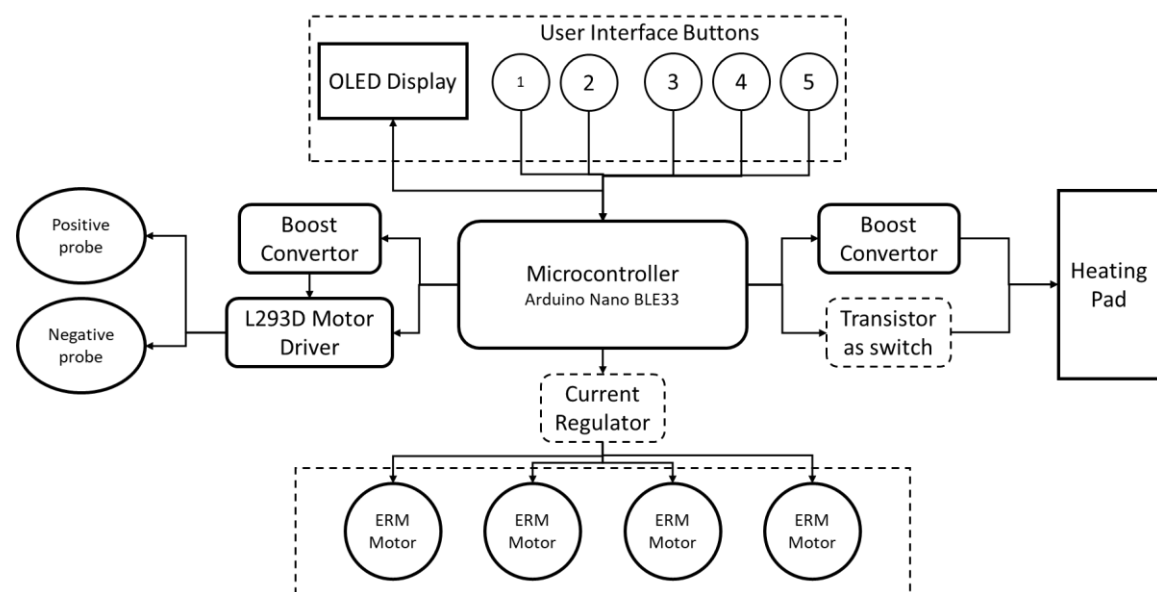 User Interface Buttons
OLED Display
1
2
3
4
5
Positive
probe
Boost
Convertor
Microcontroller
Arduino Nano BLE33
Boost
Convertor
Heating
Pad
Negative
probe
L293D Motor
Driver
Transistor
as switch
Current
Regulator
ERM
Motor
ERM
Motor
ERM
Motor
ERM
Motor